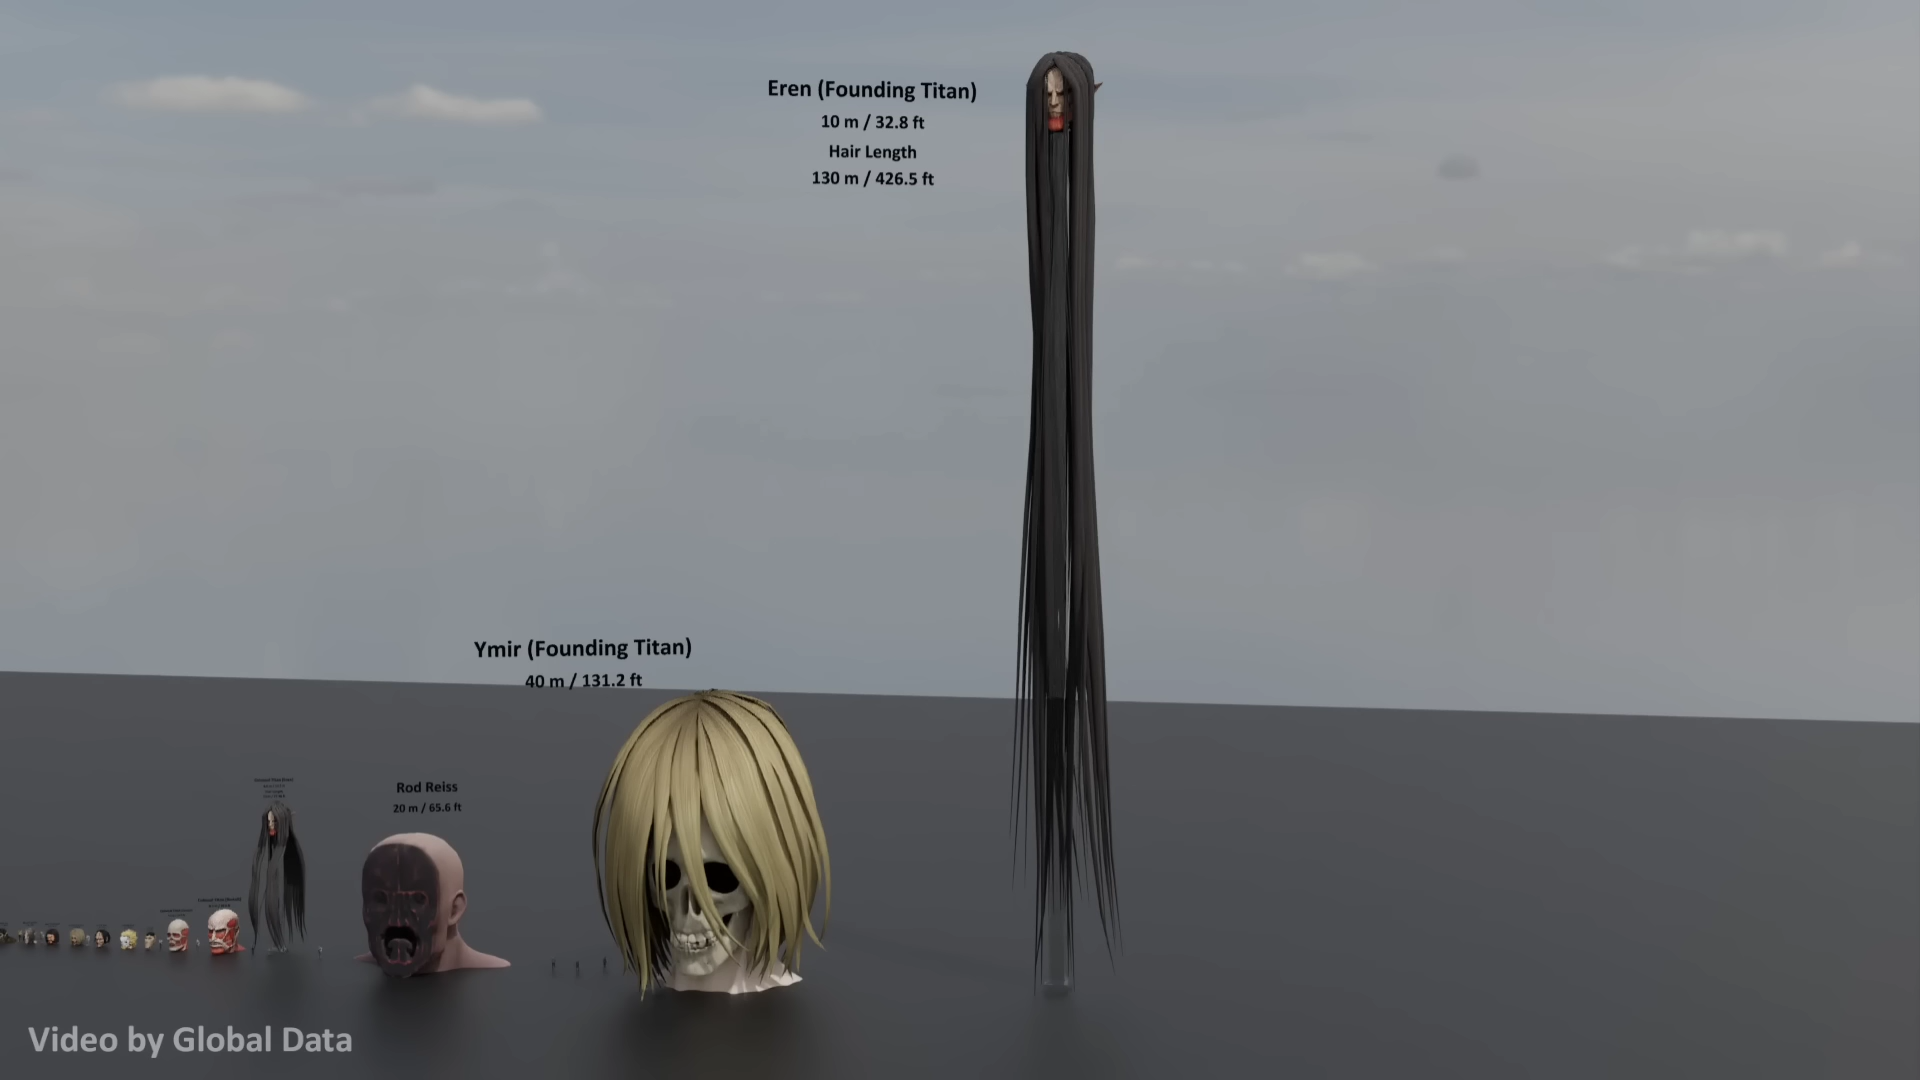 Eren (Founding Titan)
10 m / 32.8 ft
Hair Length
130 m / 426.5 ft
Ymir (Founding Titan)
40 m / 131.2 ft
Rod Reiss
20 m / 65.6 ft
Video by Global Data